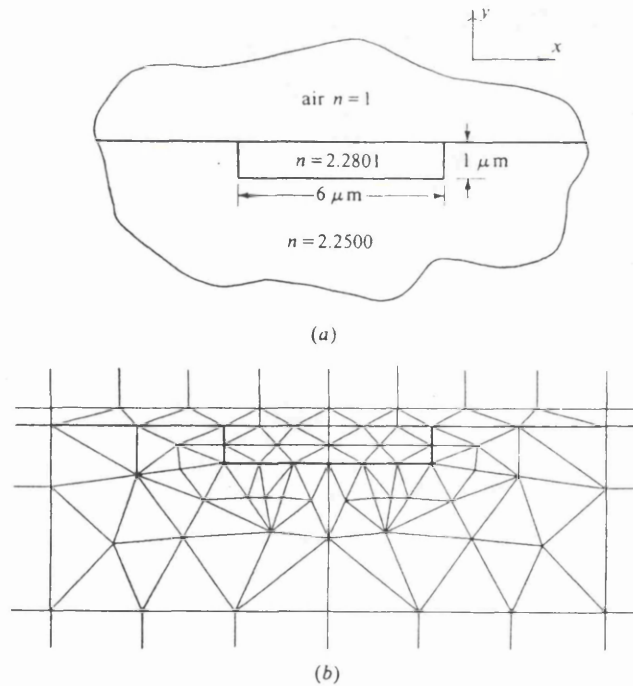 y
x
air n=1
n=2.2801
1 μm
6 μm
n=2.2500
(a)
(b)